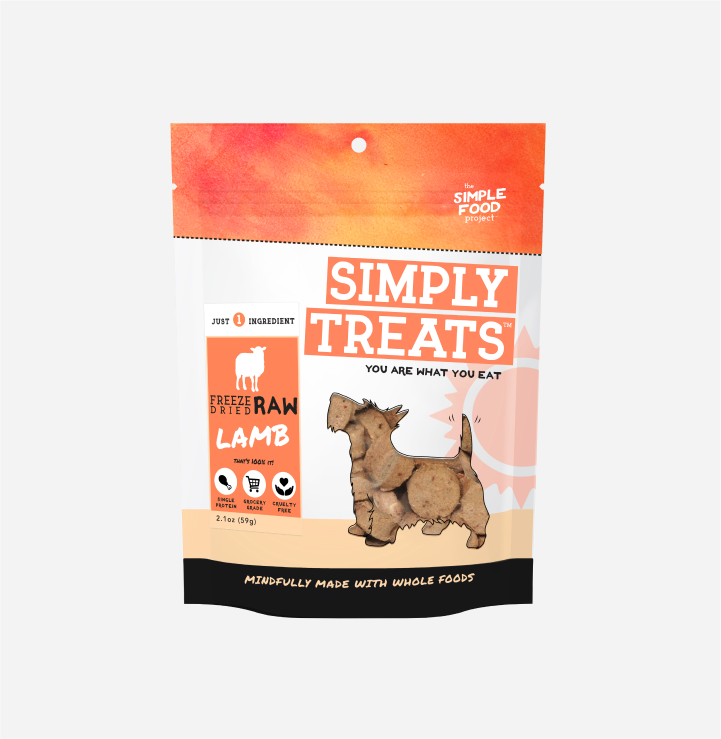 the
SIMPLE
FOOD
project
SIMPLY
TREATS™
YOU ARE WHAT YOU EAT
JUST 1 INGREDIENT
FREEZE DRIED RAW
LAMB
THAT'S 100% IT!
SINGLE PROTEIN
GROCERY GRADE
CRUELTY FREE
2.1oz (59g)
MINDFULLY MADE WITH WHOLE FOODS